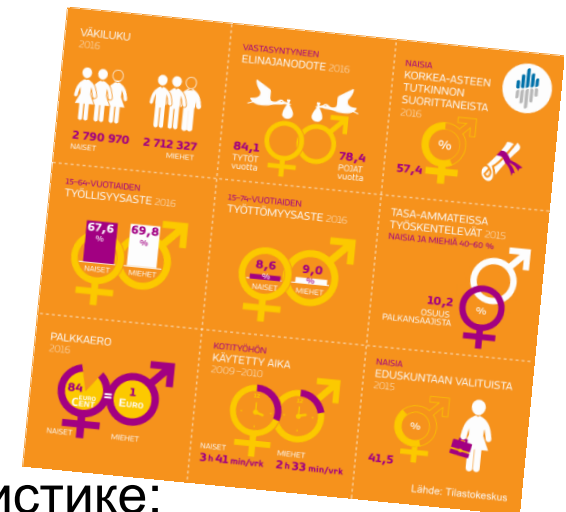 VÄKILUKU
2016
2 790 970
NAISET
2 712 327
MIEHET
VASTASYNTYNEEN
ELINAJANODOTE 2016
84,1
TYTÖT
vuotta
78,4
POJAT
vuotta
NAISIA
KORKEA-ASTEEN
TUTKINNON
SUORITTANEISTA
2016
%
57,4
15–64-VUOTIAIDEN
TYÖLLISYYSASTE 2016
67,6
%
69,8
%
NAISET
MIEHET
15–74-VUOTIAIDEN
TYÖTTÖMYYSASTE 2016
8,6
%
9,0
%
NAISET
MIEHET
TASA-AMMATEISSA
TYÖSKENTELEVÄT 2015
NAISIA JA MIEHIÄ 40–60 %
10,2
OSUUS
PALKANSAAJISTA
%
PALKKAERO
2016
84
EURO
CENT
=
1
EURO
NAISET
MIEHET
KOTITYÖHÖN
KÄYTETTY AIKA
2009–2010
NAISET
3 h 41 min/vrk
MIEHET
2 h 33 min/vrk
NAISIA
EDUSKUNTAAN VALITUISTA
2015
%
41,5
Lähde: Tilastokeskus
истике: